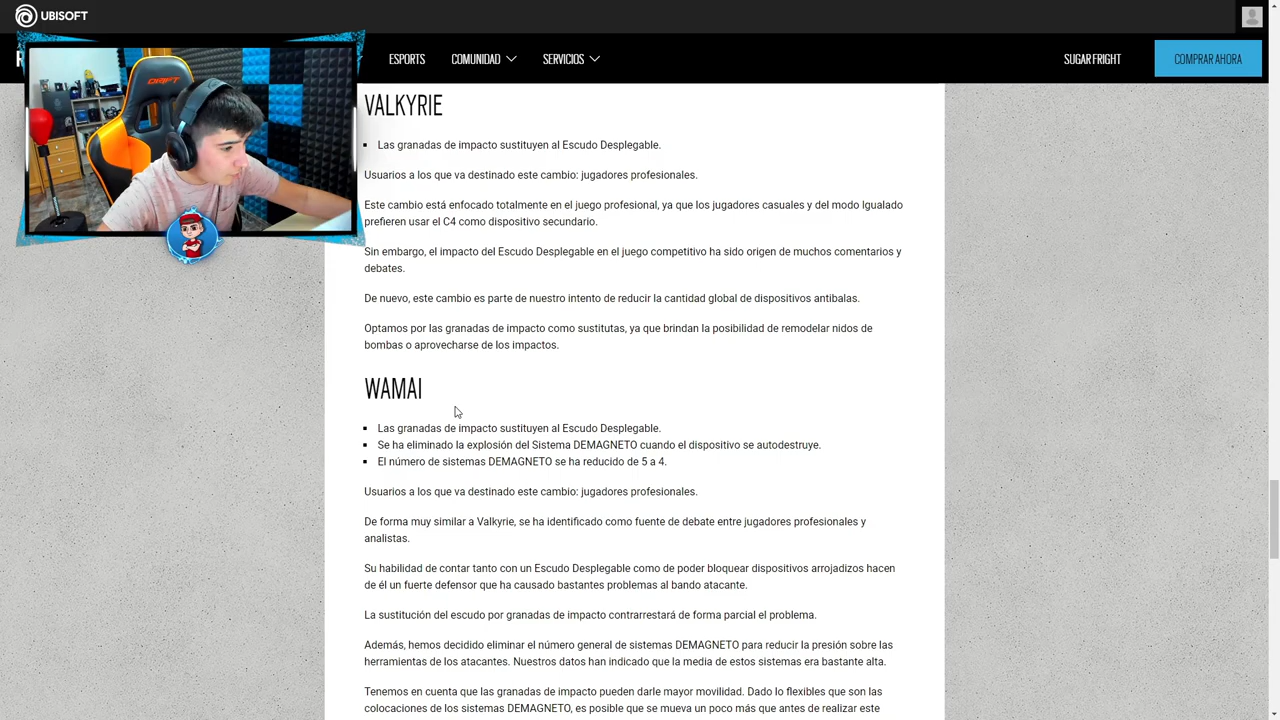 UBISOFT
R
ESPORTS
COMUNIDAD
SERVICIOS
SUGAR FRIGHT
COMPRAR AHORA
DRIFT
VALKYRIE
Las granadas de impacto sustituyen al Escudo Desplegable.
Usuarios a los que va destinado este cambio: jugadores profesionales.
Este cambio está enfocado totalmente en el juego profesional, ya que los jugadores casuales y del modo Igualado
prefieren usar el C4 como dispositivo secundario.
Sin embargo, el impacto del Escudo Desplegable en el juego competitivo ha sido origen de muchos comentarios y
debates.
De nuevo, este cambio es parte de nuestro intento de reducir la cantidad global de dispositivos antibalas.
Optamos por las granadas de impacto como sustitutas, ya que brindan la posibilidad de remodelar nidos de
bombas o aprovecharse de los impactos.
WAMAI
Las granadas de impacto sustituyen al Escudo Desplegable.
Se ha eliminado la explosión del Sistema DEMAGNETO cuando el dispositivo se autodestruye.
El número de sistemas DEMAGNETO se ha reducido de 5 a 4.
Usuarios a los que va destinado este cambio: jugadores profesionales.
De forma muy similar a Valkyrie, se ha identificado como fuente de debate entre jugadores profesionales y
analistas.
Su habilidad de contar tanto con un Escudo Desplegable como de poder bloquear dispositivos arrojadizos hacen
de él un fuerte defensor que ha causado bastantes problemas al bando atacante.
La sustitución del escudo por granadas de impacto contrarrestará de forma parcial el problema.
Además, hemos decidido eliminar el número general de sistemas DEMAGNETO para reducir la presión sobre las
herramientas de los atacantes. Nuestros datos han indicado que la media de estos sistemas era bastante alta.
Tenemos en cuenta que las granadas de impacto pueden darle mayor movilidad. Dado lo flexibles que son las
colocaciones de los sistemas DEMAGNETO, es posible que se mueva un poco más que antes de realizar este